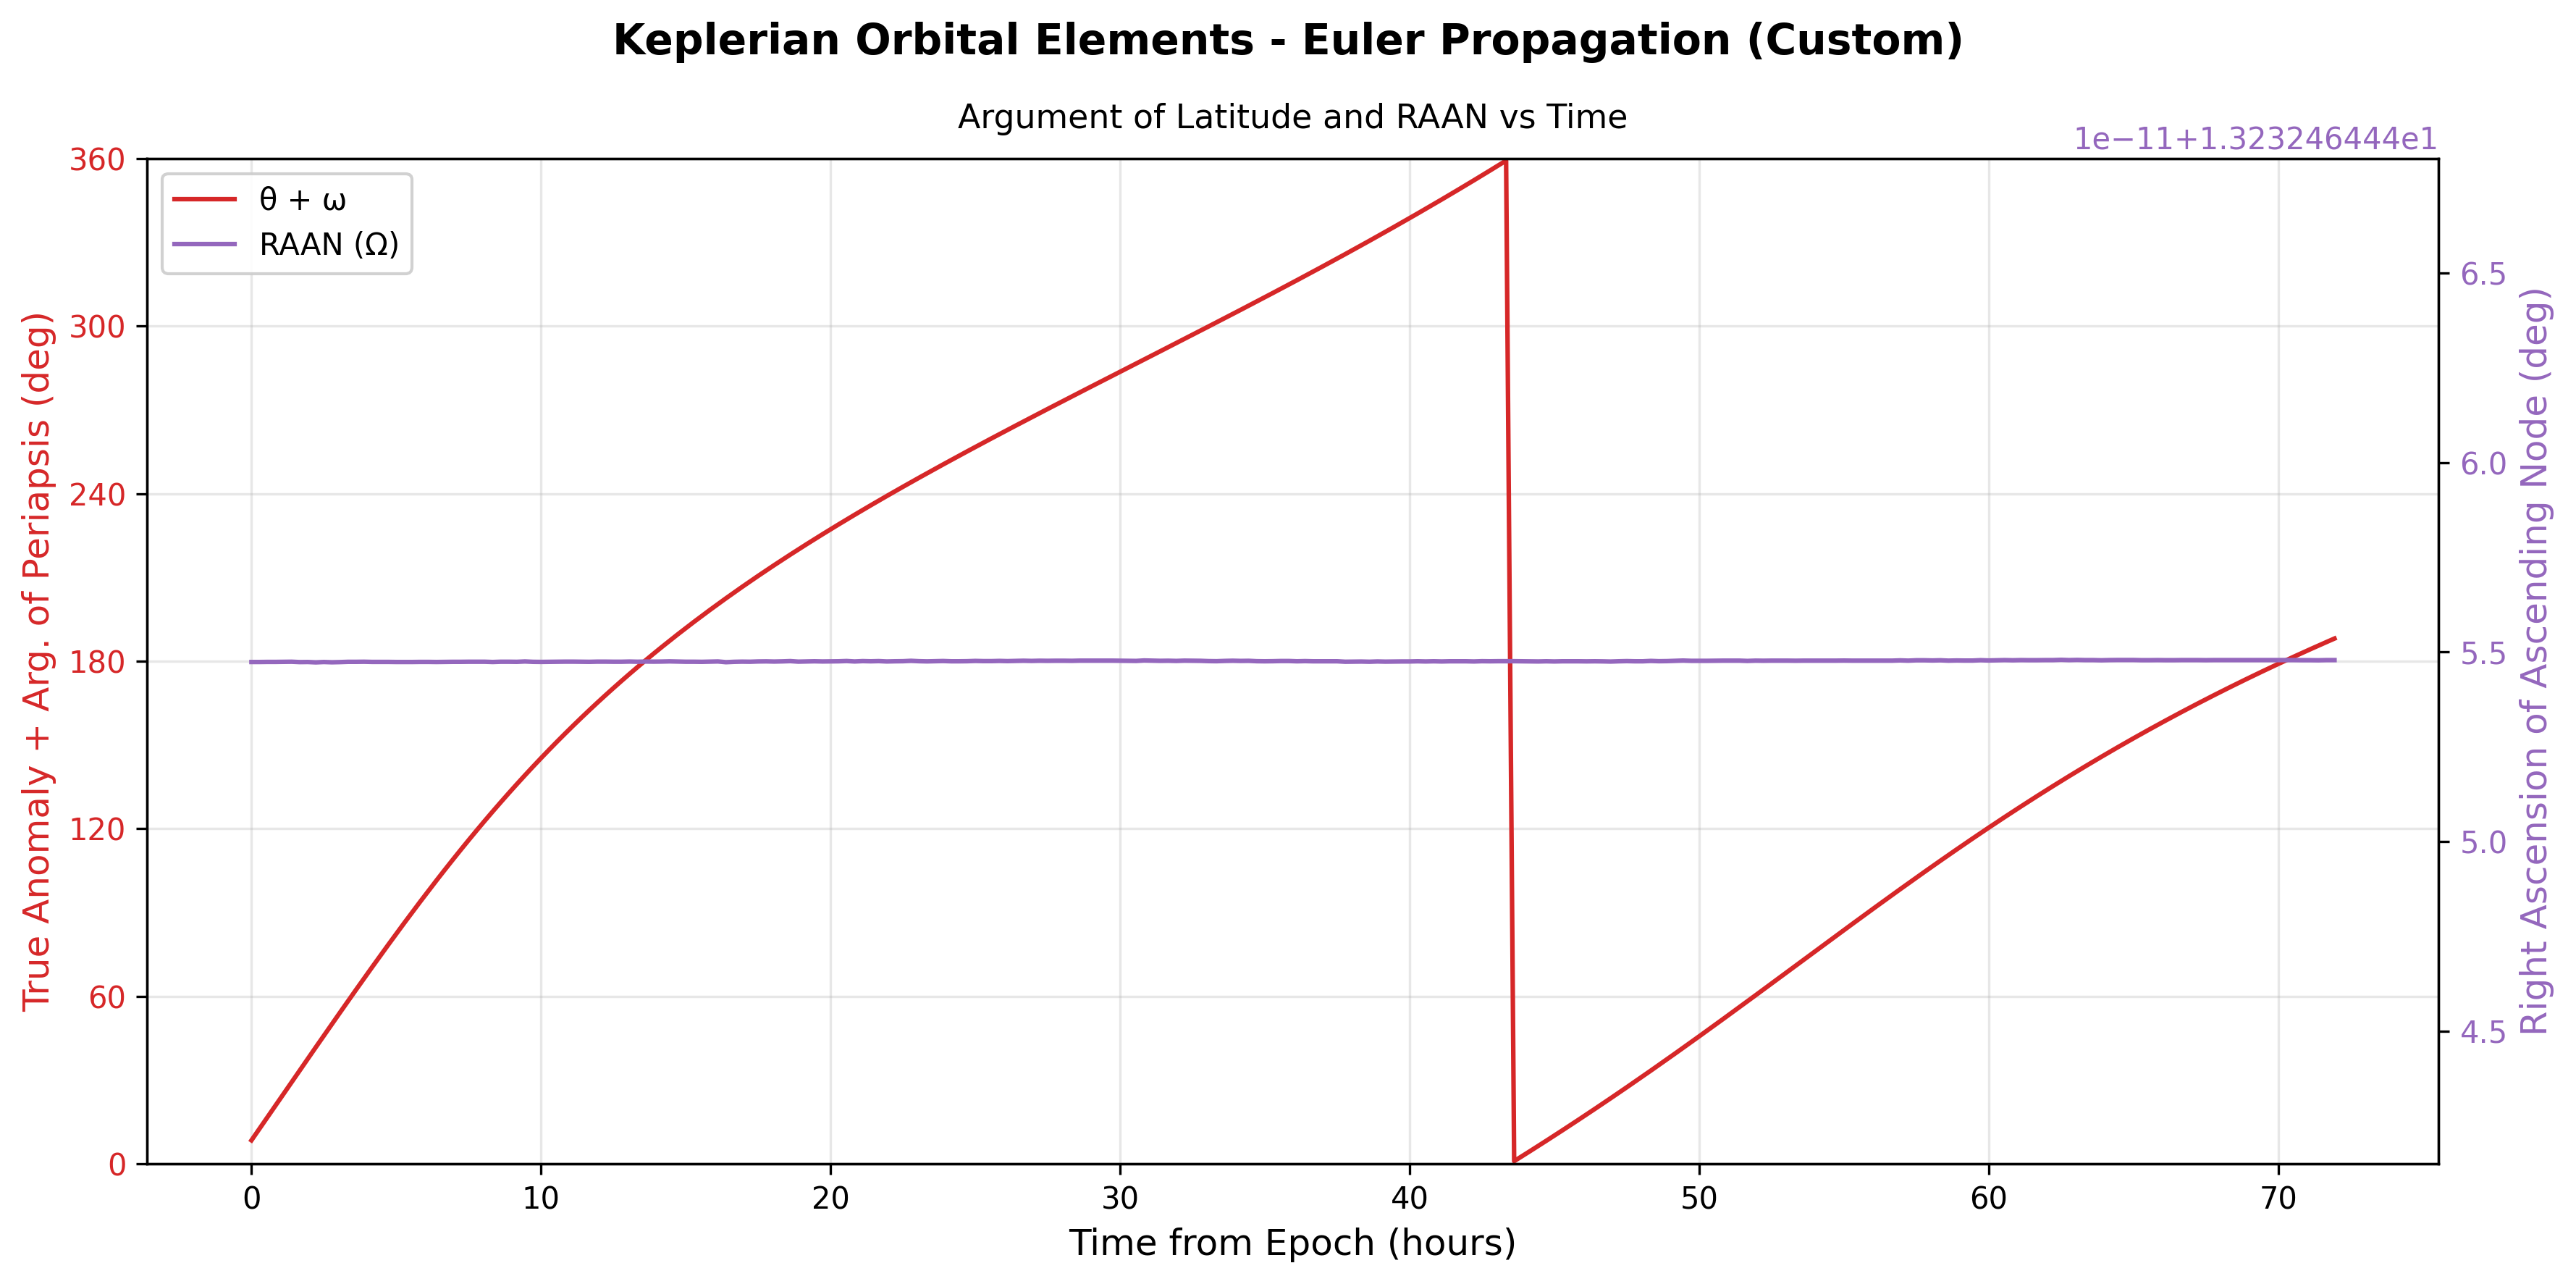 Keplerian Orbital Elements - Euler Propagation (Custom)
Argument of Latitude and RAAN vs Time
1e−11+1.323246444e1
θ + ω
RAAN (Ω)
True Anomaly + Arg. of Periapsis (deg)
360
300
240
180
120
60
0
6.5
6.0
5.5
5.0
4.5
Right Ascension of Ascending Node (deg)
0 10 20 30 40 50 60 70
Time from Epoch (hours)